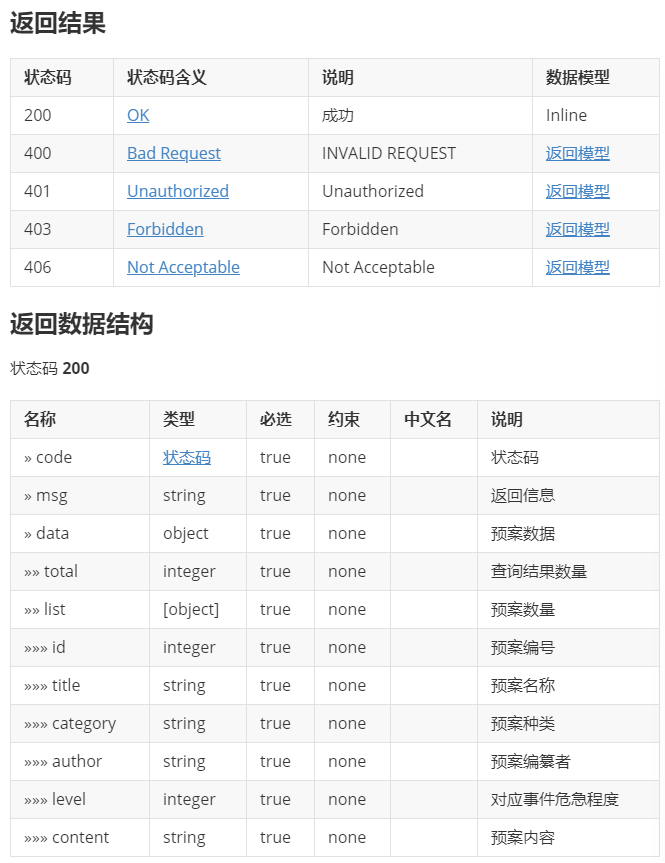 返回结果
状态码 状态码含义 说明 数据模型
200 OK 成功 Inline
400 Bad Request INVALID REQUEST 返回模型
401 Unauthorized Unauthorized 返回模型
403 Forbidden Forbidden 返回模型
406 Not Acceptable Not Acceptable 返回模型
返回数据结构
状态码 200
名称 类型 必选 约束 中文名 说明
» code 状态码 true none 状态码
» msg string true none 返回信息
» data object true none 预案数据
»» total integer true none 查询结果数量
»» list [object] true none 预案数量
»»» id integer true none 预案编号
»»» title string true none 预案名称
»»» category string true none 预案种类
»»» author string true none 预案编纂者
»»» level integer true none 对应事件危急程度
»»» content string true none 预案内容